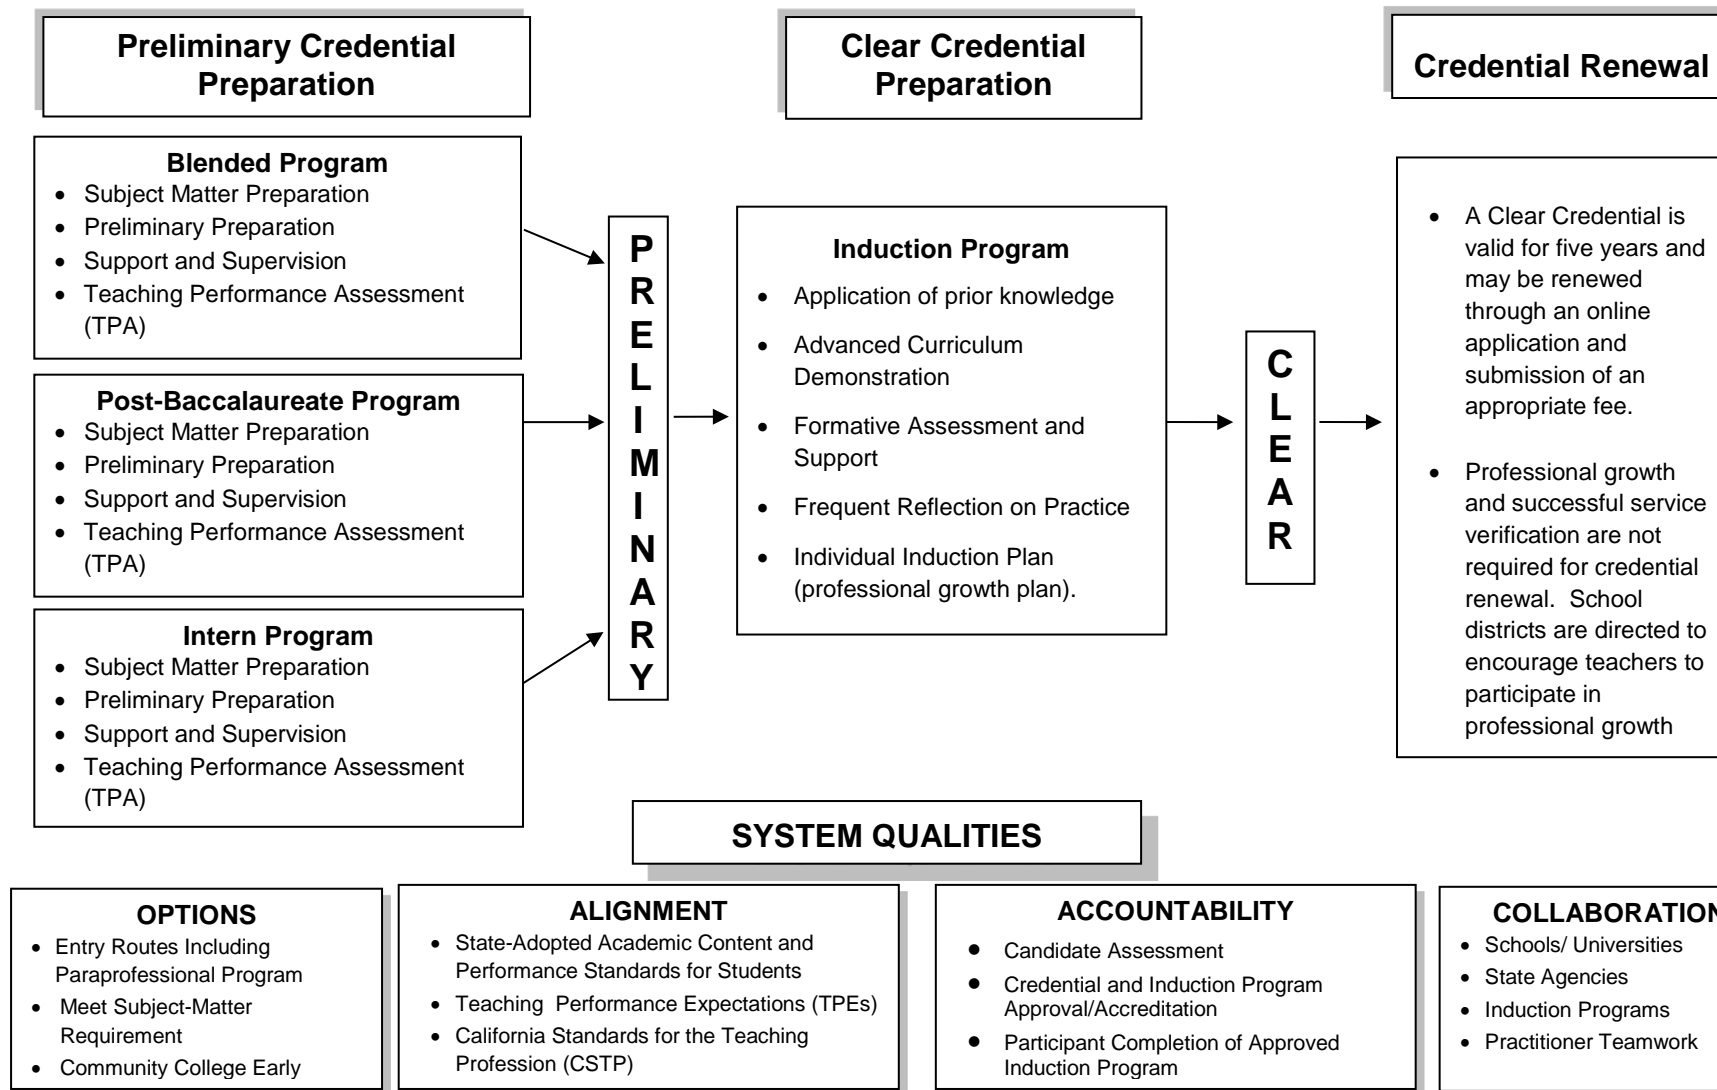 Preliminary Credential
Preparation
Clear Credential
Preparation
Credential Renewal
Blended Program
• Subject Matter Preparation
• Preliminary Preparation
• Support and Supervision
• Teaching Performance Assessment
(TPA)
Post-Baccalaureate Program
• Subject Matter Preparation
• Preliminary Preparation
• Support and Supervision
• Teaching Performance Assessment
(TPA)
Intern Program
• Subject Matter Preparation
• Preliminary Preparation
• Support and Supervision
• Teaching Performance Assessment
(TPA)
PRELIMINARY
Induction Program
• Application of prior knowledge
• Advanced Curriculum
Demonstration
• Formative Assessment and
Support
• Frequent Reflection on Practice
• Individual Induction Plan
(professional growth plan).
CLEAR
• A Clear Credential is
valid for five years and
may be renewed
through an online
application and
submission of an
appropriate fee.
• Professional growth
and successful service
verification are not
required for credential
renewal.  School
districts are directed to
encourage teachers to
participate in
professional growth
SYSTEM QUALITIES
OPTIONS
• Entry Routes Including
Paraprofessional Program
• Meet Subject-Matter
Requirement
• Community College Early
ALIGNMENT
• State-Adopted Academic Content and
Performance Standards for Students
• Teaching  Performance Expectations (TPEs)
• California Standards for the Teaching
Profession (CSTP)
ACCOUNTABILITY
• Candidate Assessment
• Credential and Induction Program
Approval/Accreditation
• Participant Completion of Approved
Induction Program
COLLABORATION
• Schools/ Universities
• State Agencies
• Induction Programs
• Practitioner Teamwork